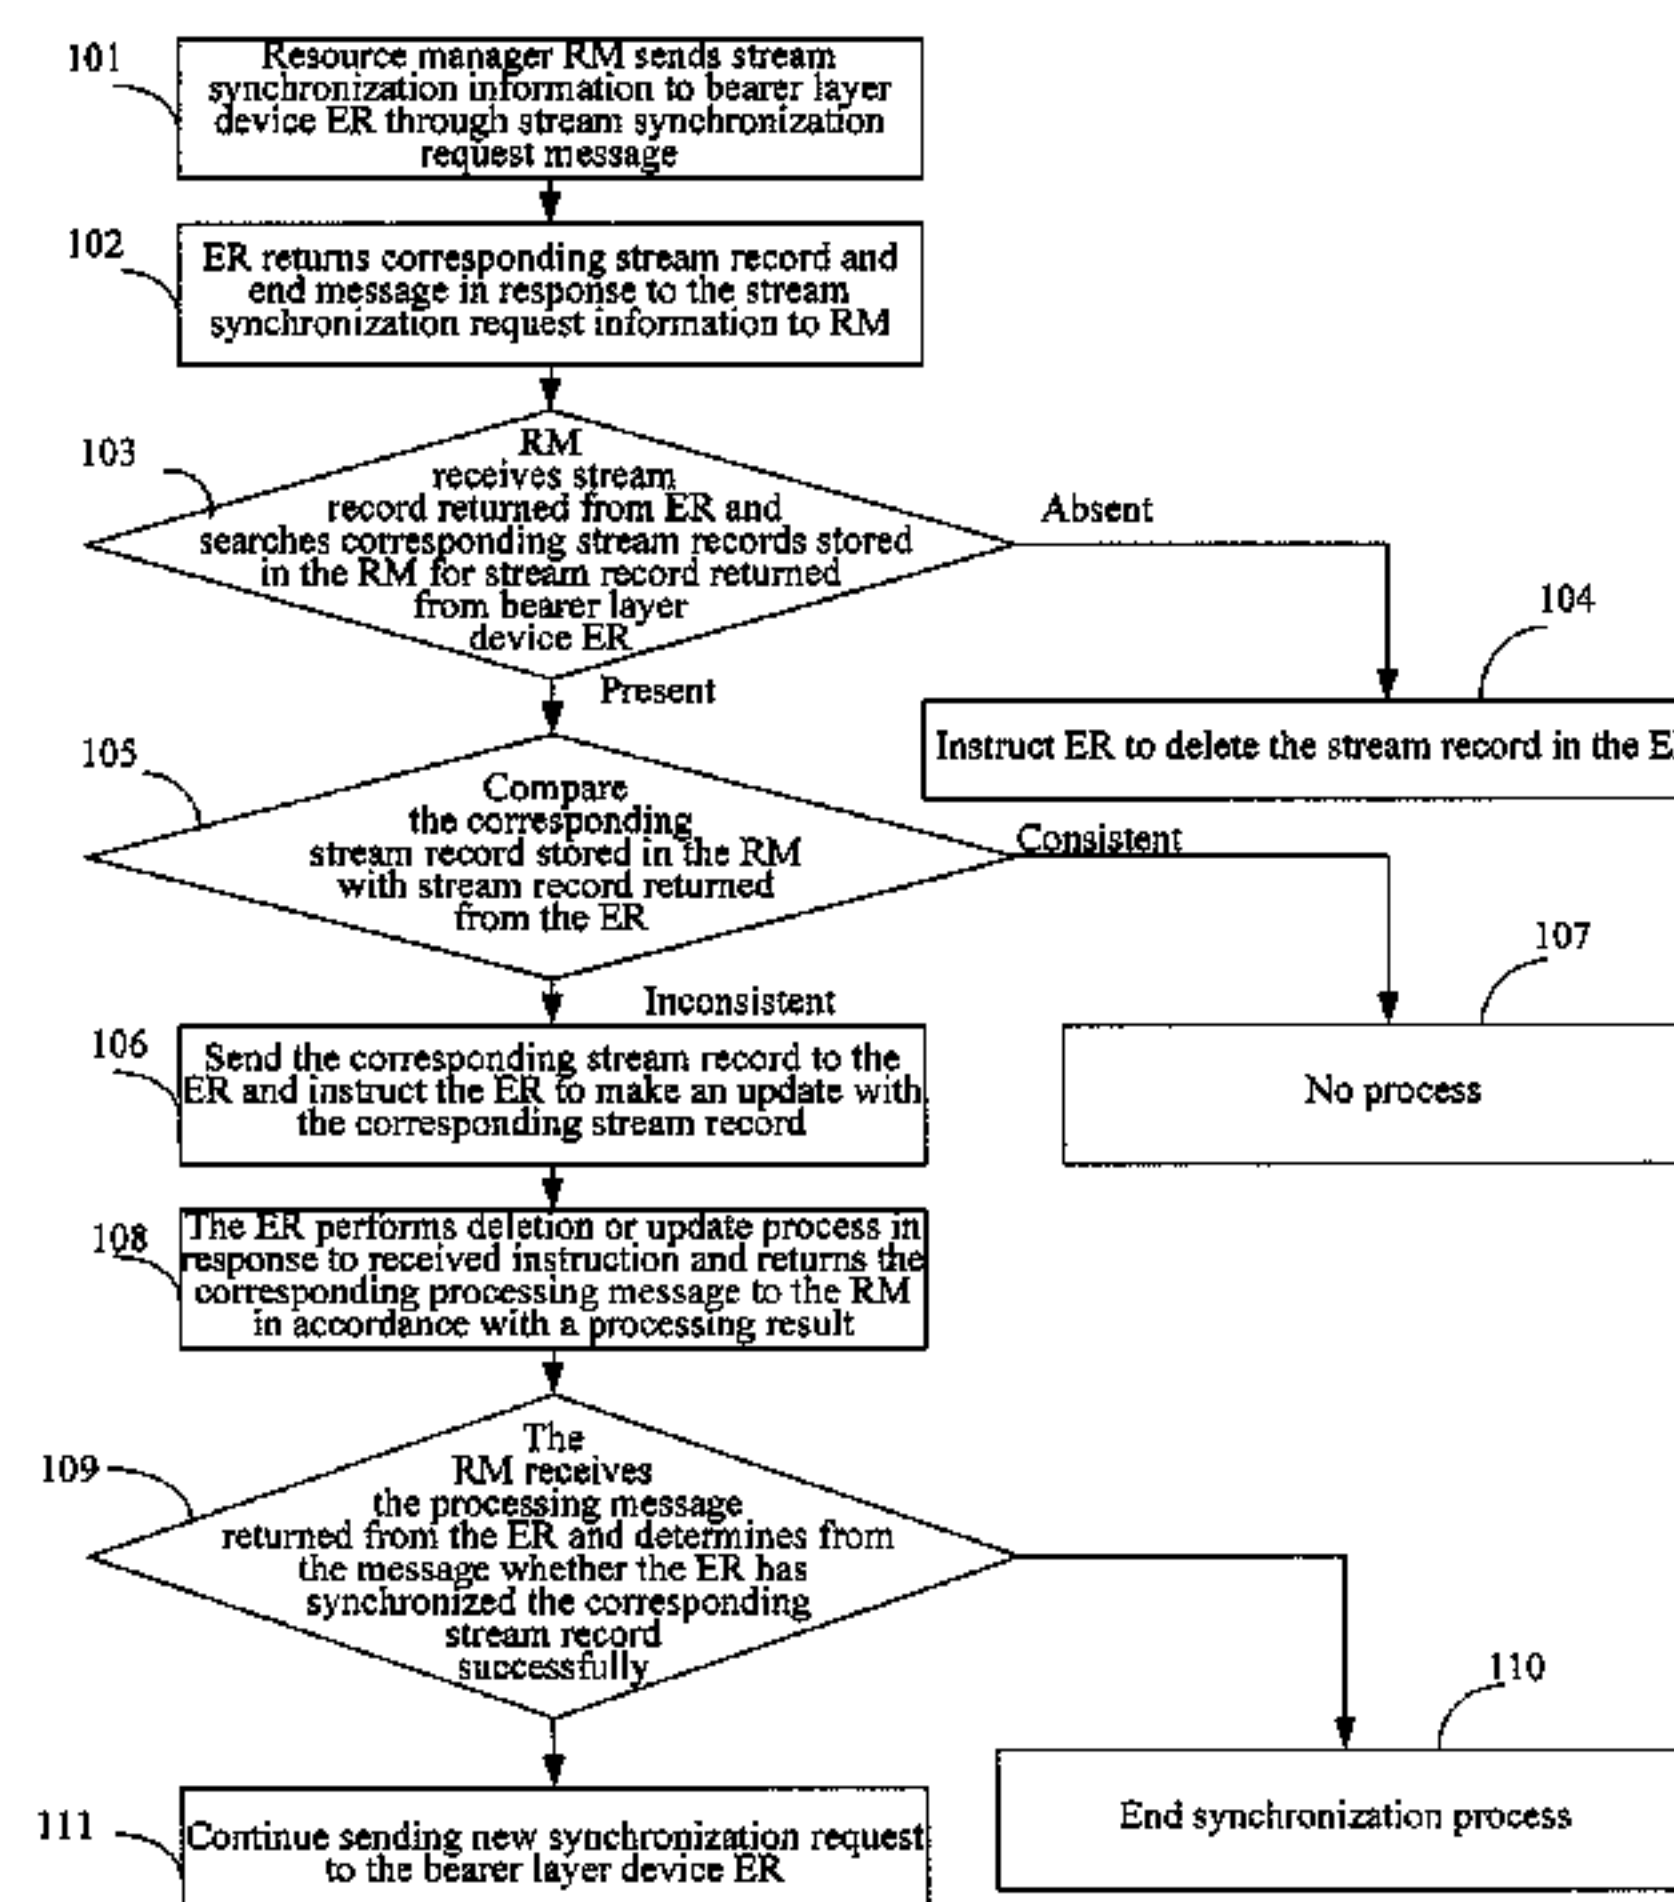 101
Resource manager RM sends stream
synchronization information to bearer layer
device ER through stream synchronization
request message
102
ER returns corresponding stream record and
end message in response to the stream
synchronization request information to RM
103
RM
receives stream
record returned from ER and
searches corresponding stream records stored
in the RM for stream record returned
from bearer layer
device ER
Absent
104
Present
Instruct ER to delete the stream record in the
105
Compare
the corresponding
stream record stored in the RM
with stream record returned
from the ER
Consistent
107
Inconsistent
No process
106
Send the corresponding stream record to the
ER and instruct the ER to make an update with
the corresponding stream record
108
The ER performs deletion or update process in
response to received instruction and returns the
corresponding processing message to the RM
in accordance with a processing result
109
The
RM receives
the processing message
returned from the ER and determines from
the message whether the ER has
synchronized the corresponding
stream record
successfully
110
End synchronization process
111
Continue sending new synchronization request
to the bearer layer device ER